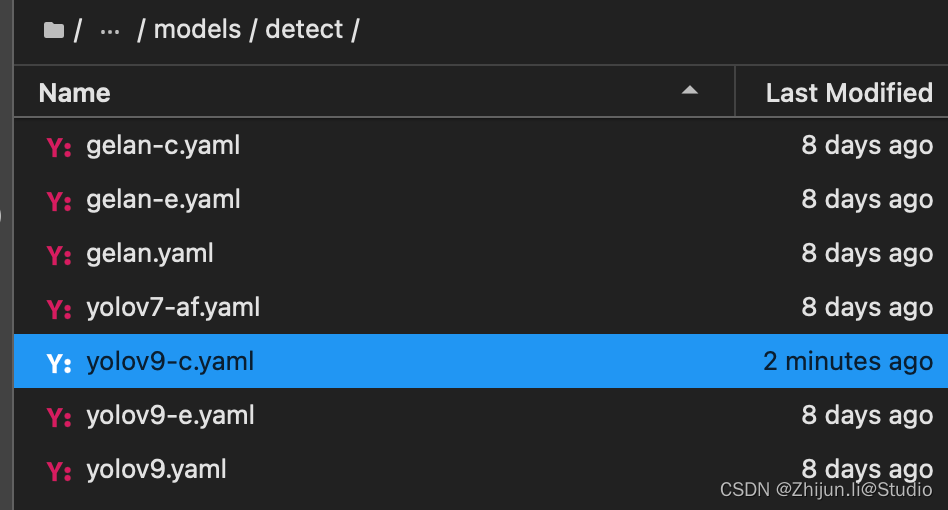 / ... / models / detect /
Name Last Modified
Y: gelan-c.yaml 8 days ago
Y: gelan-e.yaml 8 days ago
Y: gelan.yaml 8 days ago
Y: yolov7-af.yaml 8 days ago
Y: yolov9-c.yaml 2 minutes ago
Y: yolov9-e.yaml 8 days ago
Y: yolov9.yaml 8 days ago
CSDN @Zhijun.li@Studio